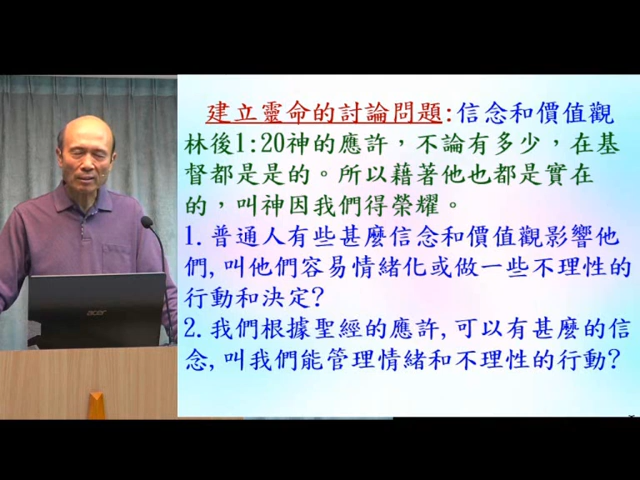 建立靈命的討論問題:信念和價值觀
林後1:20神的應許，不論有多少，在基
督都是是的。所以藉著他也都是實在
的，叫神因我們得榮耀。
1.普通人有些甚麼信念和價值觀影響他
們,叫他們容易情緒化或做一些不理性的
行動和決定?
2.我們根據聖經的應許,可以有甚麼的信
念,叫我們能管理情緒和不理性的行動?
acer